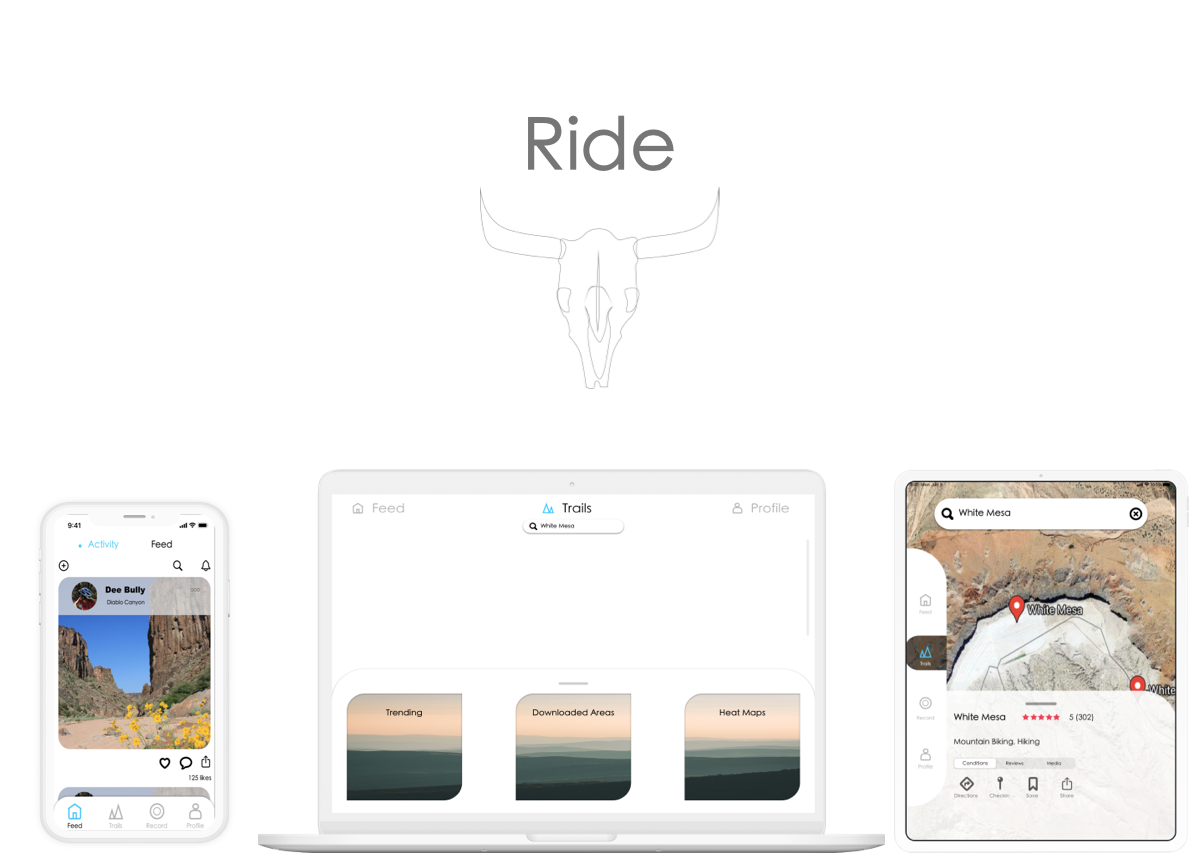 Ride
9:41
Activity Feed
Dee Bully
Diablo Canyon
125 likes
Feed Trails Record Profile
Feed Trails Profile
White Mesa
Trending Downloaded Areas Heat Maps
White Mesa
Feed
White Mesa
Trails
White
Record
White Mesa 5 (302)
Mountain Biking, Hiking
Profile
Conditions Reviews Media
Directions Checkin... Save Share